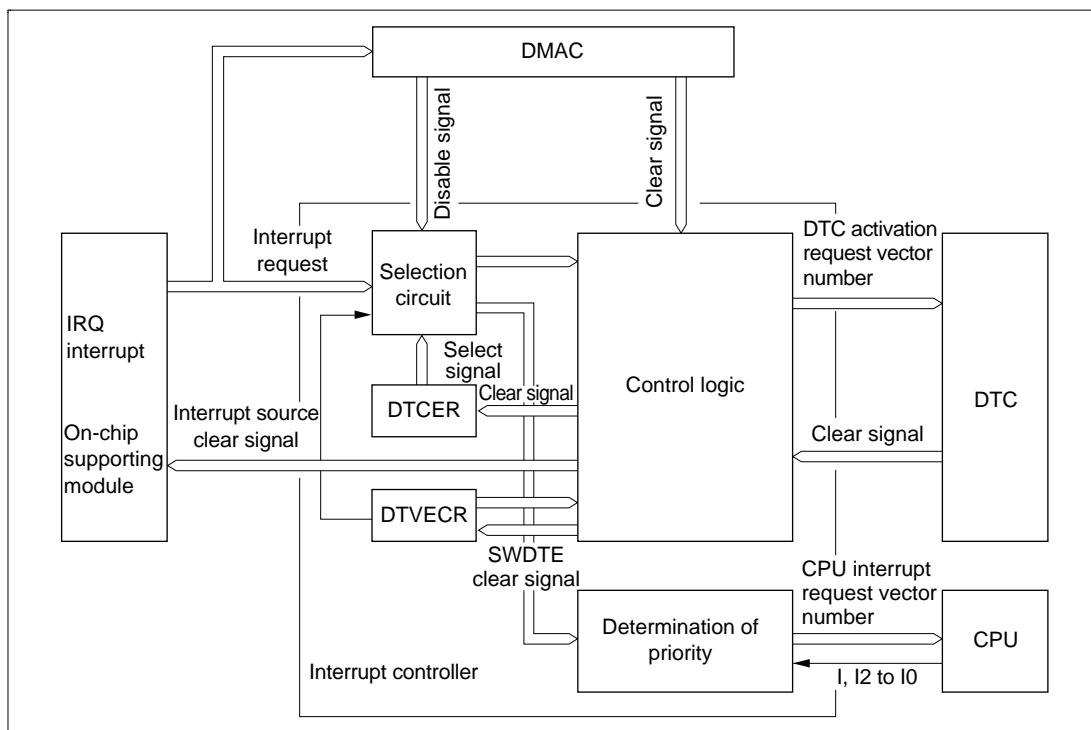 DMAC
Disable signal
Clear signal
Interrupt
request
Selection
circuit
DTC activation
request vector
number
IRQ
interrupt
On-chip
supporting
module
Select
signal
DTCER
Clear signal
Control logic
DTC
Interrupt source
clear signal
Clear signal
DTVECR
SWDTE
clear signal
CPU interrupt
request vector
number
Determination of
priority
CPU
I, I2 to I0
Interrupt controller